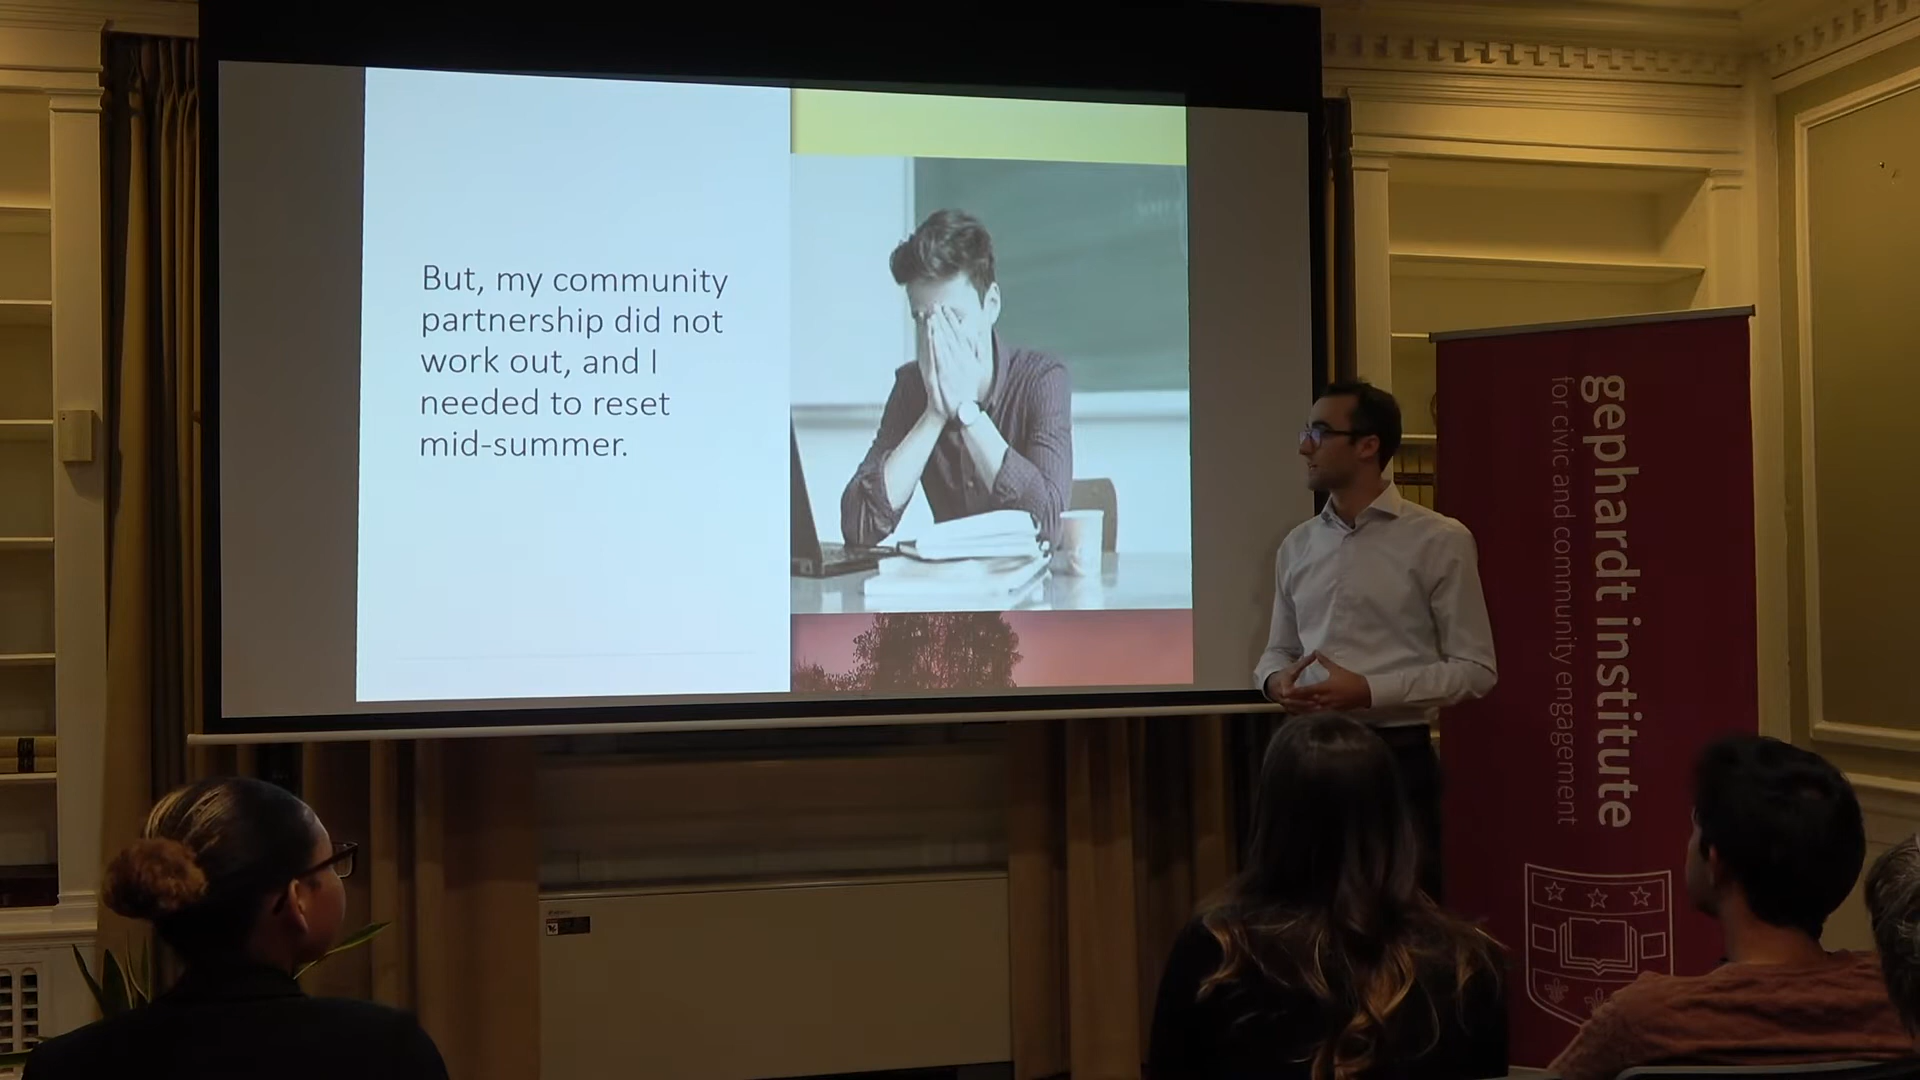 But, my community
partnership did not
work out, and I
needed to reset
mid-summer.
gephardt institute
for civic and community engagement